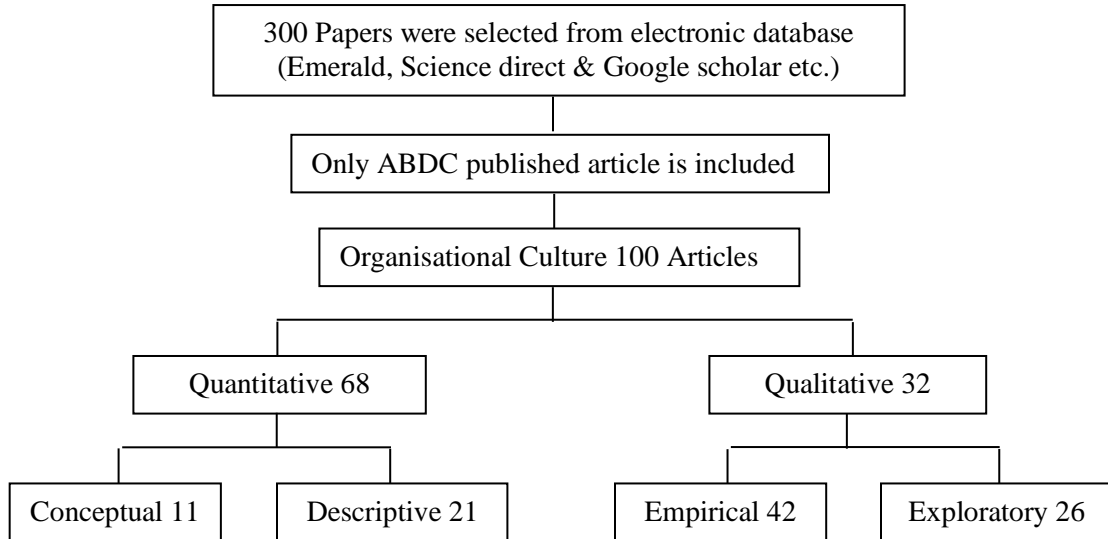 300 Papers were selected from electronic database
(Emerald, Science direct & Google scholar etc.)
Only ABDC published article is included
Organisational Culture 100 Articles
Quantitative 68
Qualitative 32
Conceptual 11
Descriptive 21
Empirical 42
Exploratory 26